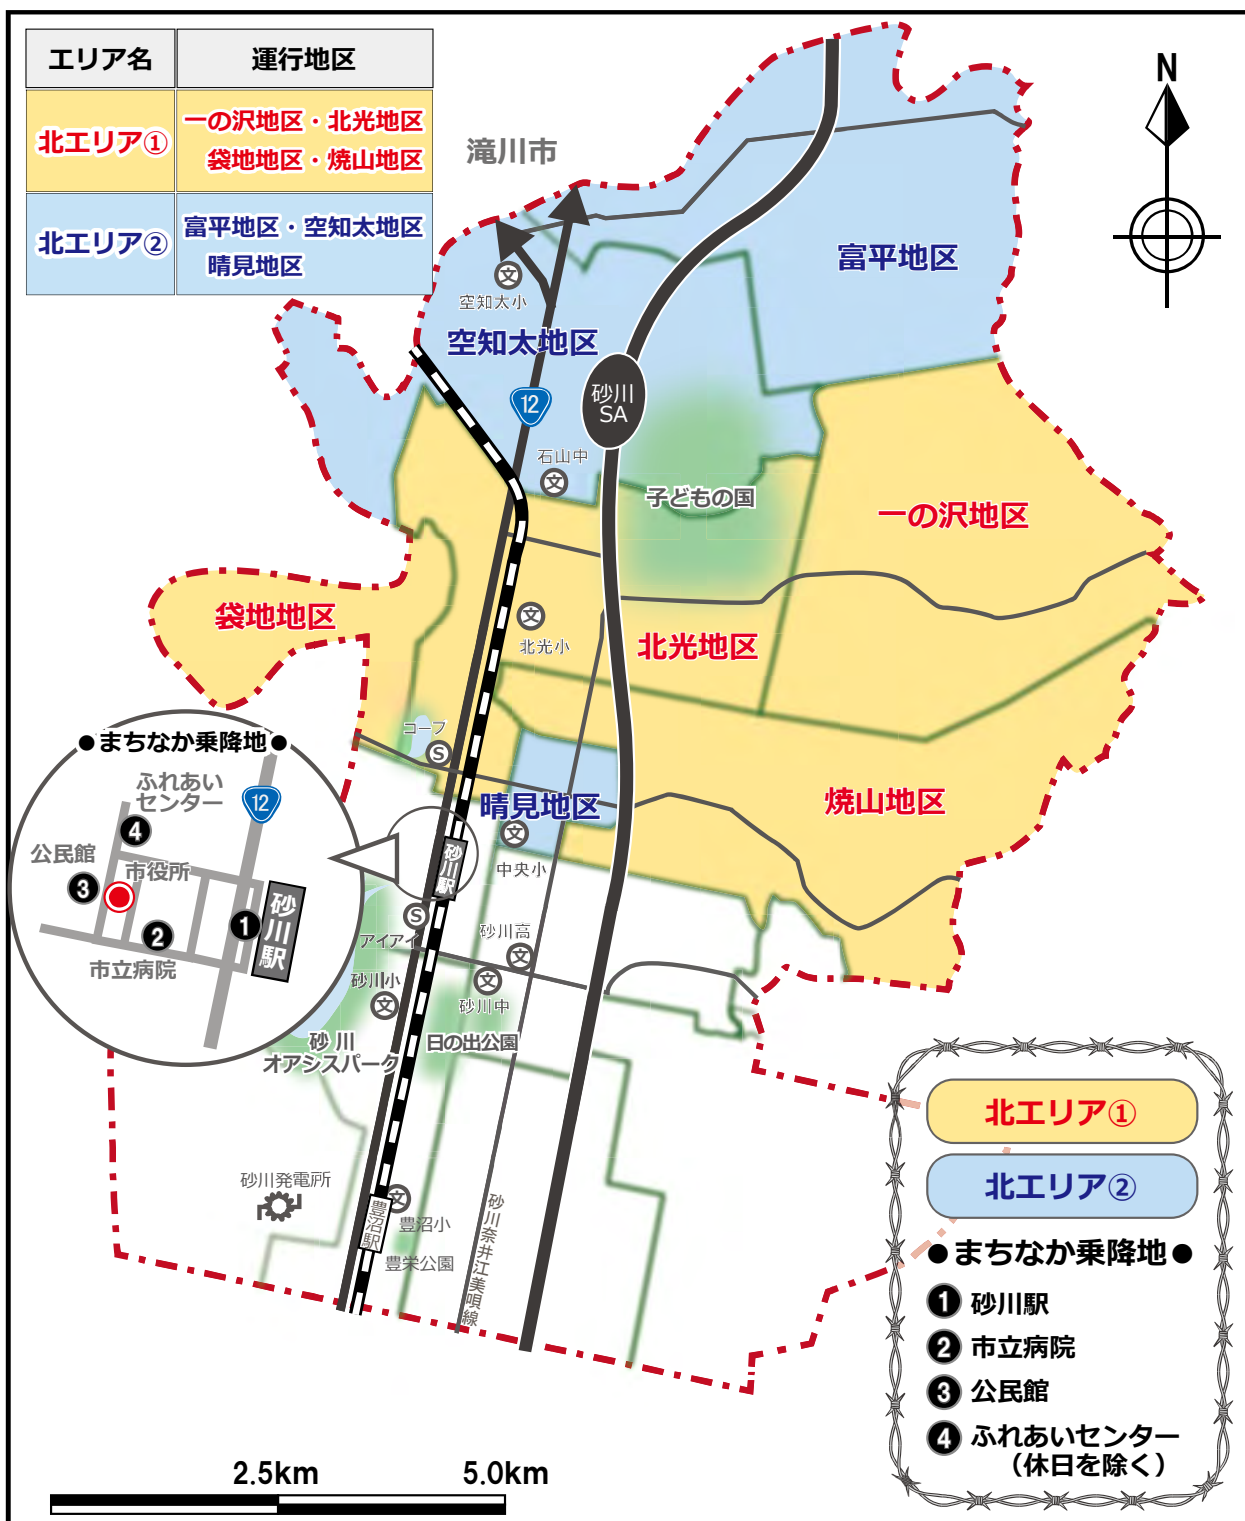 エリア名
運行地区
北エリア①
一の沢地区・北光地区
袋地地区・焼山地区
北エリア②
富平地区・空知太地区
晴見地区
N
滝川市
富平地区
文
空知太小
空知太地区
12
砂川
SA
石山中
文
子どもの国
一の沢地区
袋地地区
文
北光小
北光地区
コープ
S
晴見地区
焼山地区
文
中央小
砂川駅
S
アイアイ
砂川高
文
砂川小
文
文
砂川中
砂川
オアシスパーク
日の出公園
砂川発電所
文
豊沼小
豊沼駅
豊栄公園
砂川奈井江美唄線
●まちなか乗降地●
ふれあい
センター
12
4
公民館
市役所
3
1
2
砂川駅
市立病院
北エリア①
北エリア②
●まちなか乗降地●
1 砂川駅
2 市立病院
3 公民館
4 ふれあいセンター
（休日を除く）
2.5km
5.0km